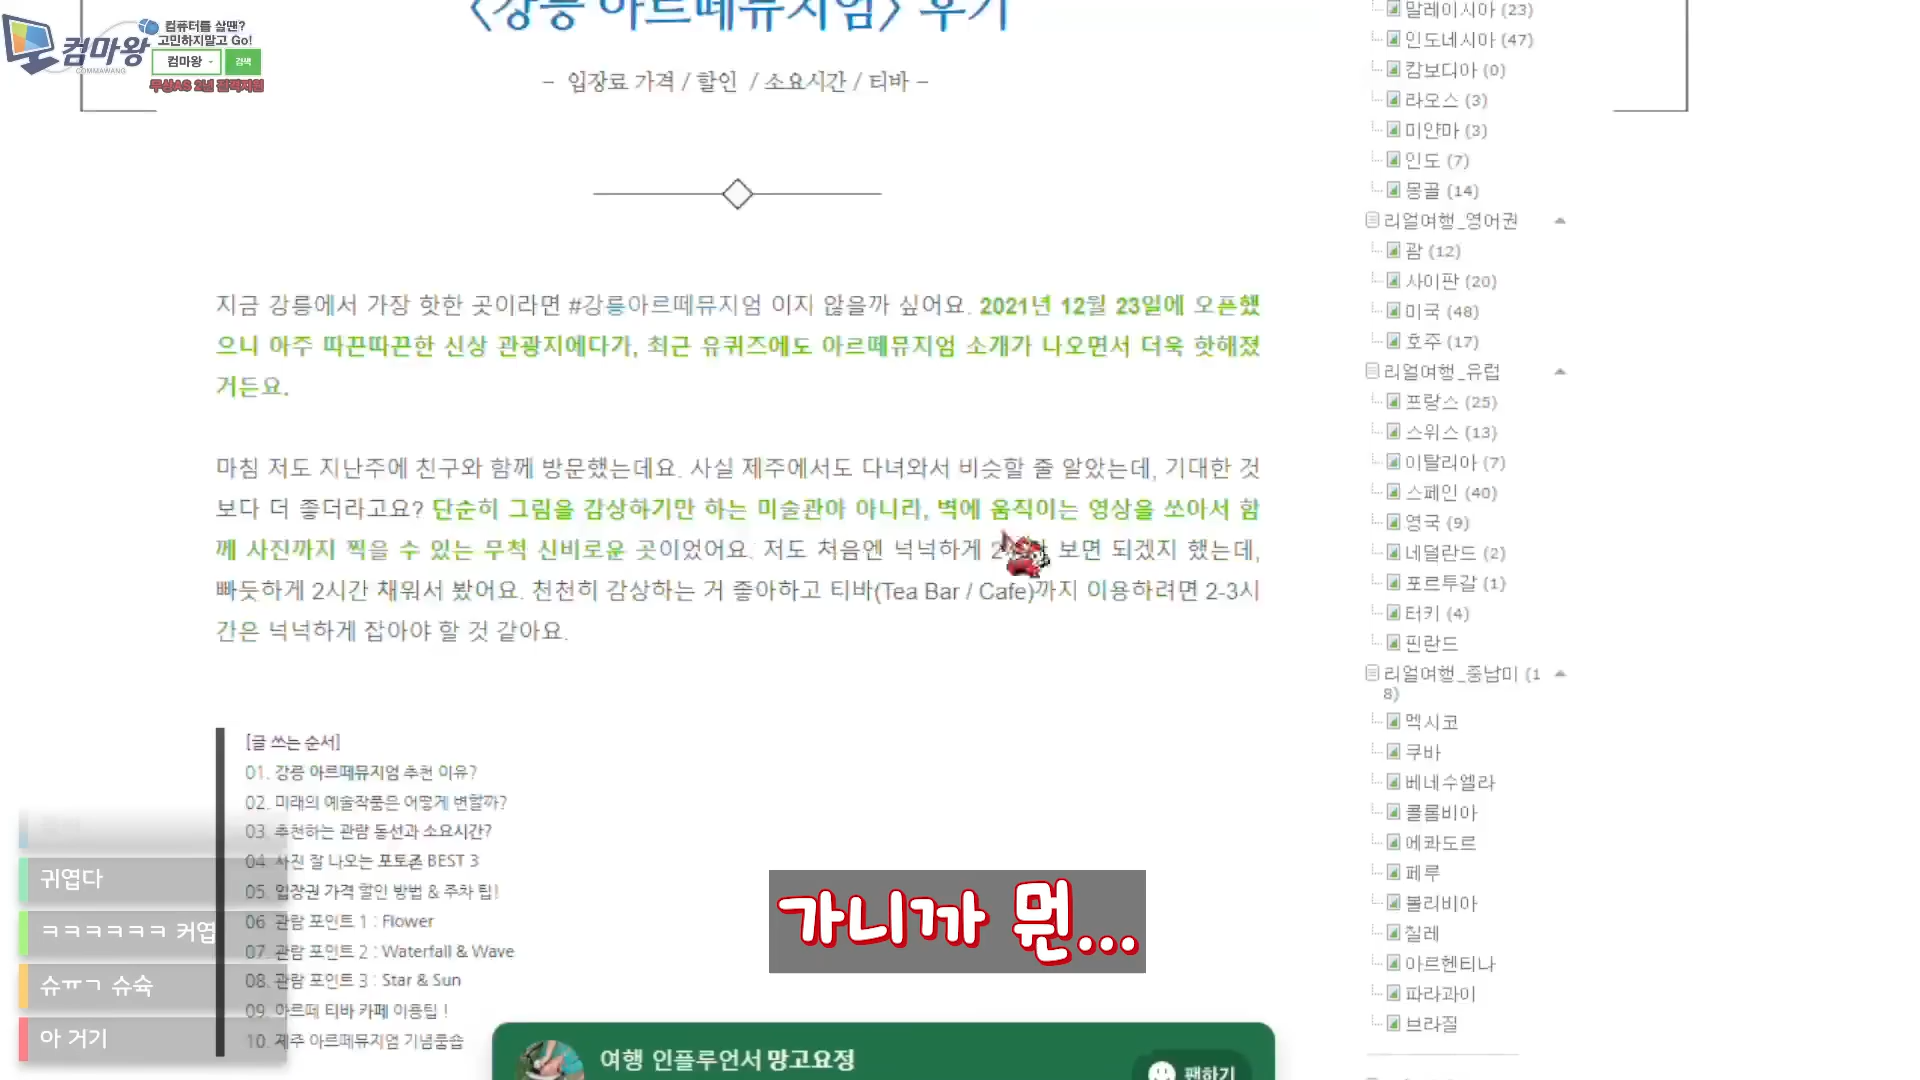 컴퓨터를 살땐?
고민하지말고 Go!
컴마왕
COMMAWANG
컴마왕
검색
무상AS 2년 전격지원
<강릉 아르떼뮤지엄> 후기
- 입장료 가격 / 할인 / 소요시간 / 티바 -
지금 강릉에서 가장 핫한 곳이라면 #강릉아르떼뮤지엄 이지 않을까 싶어요. 2021년 12월 23일에 오픈했
으니 아주 따끈따끈한 신상 관광지에다가, 최근 유퀴즈에도 아르떼뮤지엄 소개가 나오면서 더욱 핫해졌
거든요.
마침 저도 지난주에 친구와 함께 방문했는데요. 사실 제주에서도 다녀와서 비슷할 줄 알았는데, 기대한 것
보다 더 좋더라고요? 단순히 그림을 감상하기만 하는 미술관이 아니라, 벽에 움직이는 영상을 쏘아서 함
께 사진까지 찍을 수 있는 무척 신비로운 곳이었어요. 저도 처음엔 넉넉하게 2 보면 되겠지 했는데,
빠듯하게 2시간 채워서 봤어요. 천천히 감상하는 거 좋아하고 티바(Tea Bar / Cafe)까지 이용하려면 2-3시
간은 넉넉하게 잡아야 할 것 같아요.
[글 쓰는 순서]
01. 강릉 아르떼뮤지엄 추천 이유?
02. 미래의 예술작품은 어떻게 변할까?
03. 추천하는 관람 동선과 소요시간?
04. 사진 잘 나오는 포토존 BEST 3
05. 입장권 가격 할인 방법 & 주차 팁!
06 관람 포인트 1 : Flower
07. 관람 포인트 2 : Waterfall & Wave
08. 관람 포인트 3 : Star & Sun
09. 아르떼 티바 카페 이용팁 !
10. 제주 아르떼뮤지엄 기념품숍
귀엽다
ㅋㅋㅋㅋㅋㅋ 커엽
슈ㅠㄱ 슈슉
아 거기
가니까 뭔...
여행 인플루언서 망고요정
팬하기
말레이시아 (23)
인도네시아 (47)
캄보디아 (0)
라오스 (3)
미얀마 (3)
인도 (7)
몽골 (14)
리얼여행_영어권
괌 (12)
사이판 (20)
미국 (48)
호주 (17)
리얼여행_유럽
프랑스 (25)
스위스 (13)
이탈리아 (7)
스페인 (40)
영국 (9)
네덜란드 (2)
포르투갈 (1)
터키 (4)
핀란드
리얼여행_중남미 (1
8)
멕시코
쿠바
베네수엘라
콜롬비아
에콰도르
페루
볼리비아
칠레
아르헨티나
파라과이
브라질